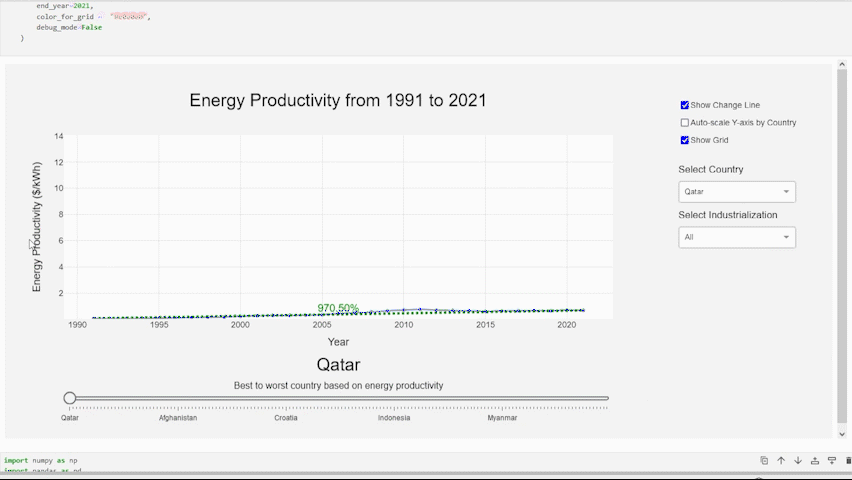 end_year=2021,
color_for_grid =
debug_mode=False
)
Energy Productivity from 1991 to 2021
Show Change Line
Auto-scale Y-axis by Country
Show Grid
Select Country
Qatar
Select Industrialization
All
Energy Productivity ($/kWh)
14
12
10
8
6
4
2
970.50%
1990 1995 2000 2005 2010 2015 2020
Year
Qatar
Best to worst country based on energy productivity
Qatar Afghanistan Croatia Indonesia Myanmar
import numpy as np
import pandas as pd